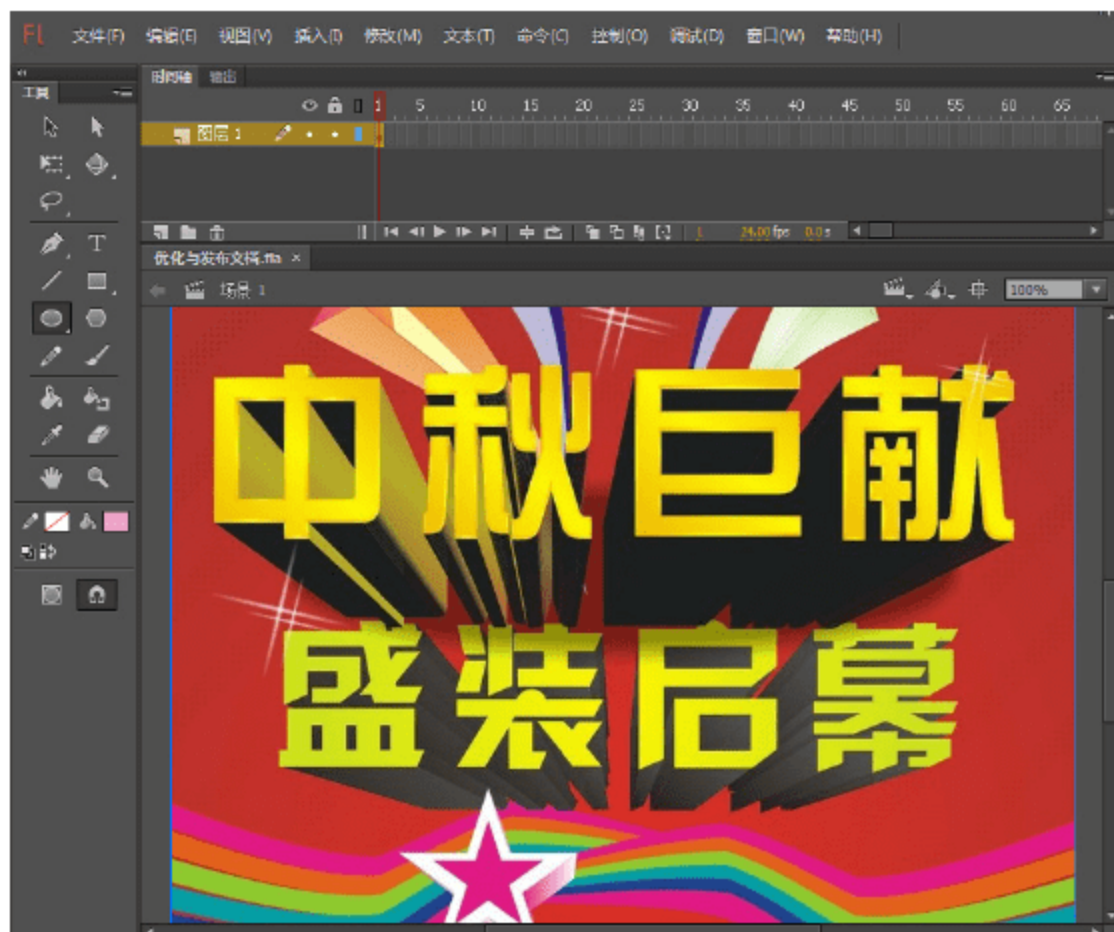 Fl 文件(F) 编辑(E) 视图(V) 插入(I) 修改(M) 文本(T) 命令(C) 控制(O) 调试(D) 窗口(W) 帮助(H)
工具
时间轴 输出
1 5 10 15 20 25 30 35 40 45 50 55 60 65
图层 1
1 24.00 fps 0.0 s
优化与发布文档.fla ×
场景 1 100%
中秋巨献
盛装启幕